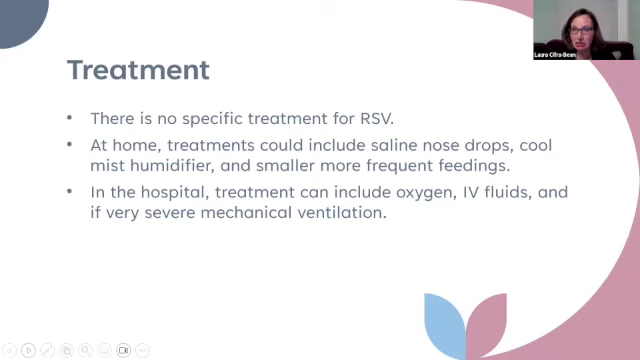 Laura Cifra-Bean
Treatment
• There is no specific treatment for RSV.
• At home, treatments could include saline nose drops, cool
mist humidifier, and smaller more frequent feedings.
• In the hospital, treatment can include oxygen, IV fluids, and
if very severe mechanical ventilation.